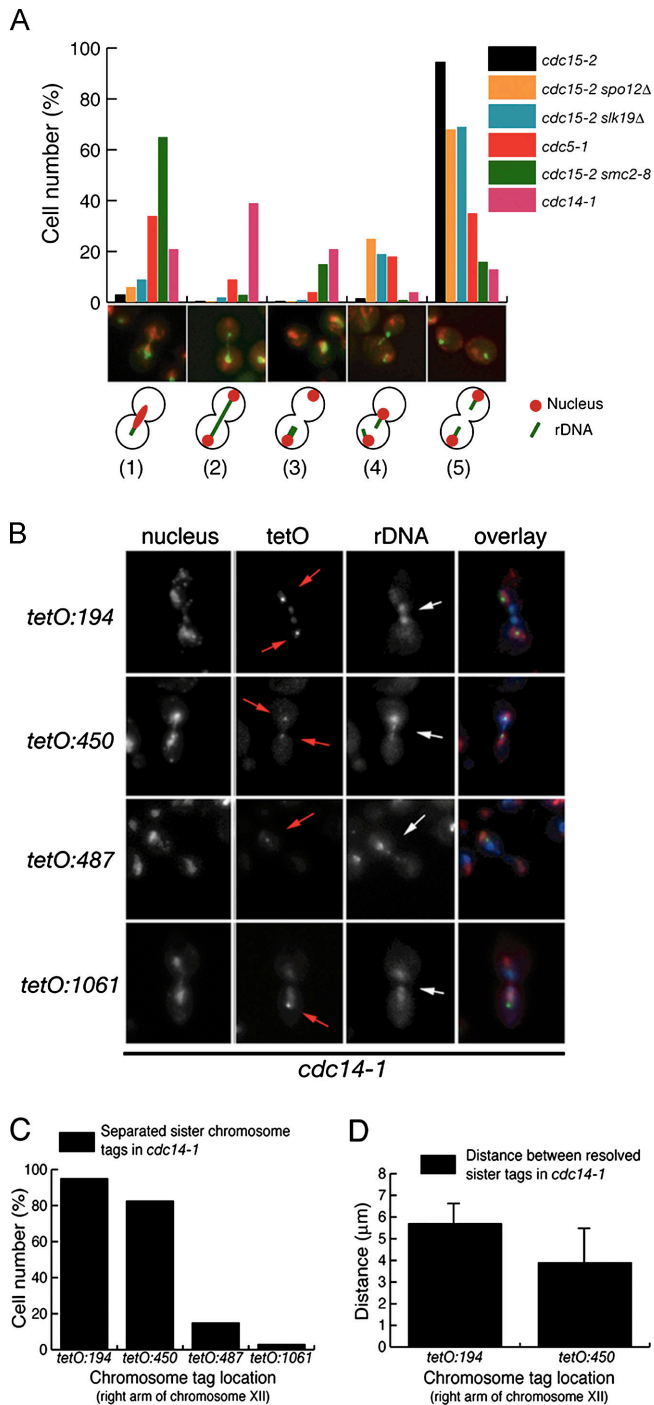 A
Cell number (%)
100
80
60
40
20
0
cdc15-2
cdc15-2 spo12Δ
cdc15-2 slk19Δ
cdc5-1
cdc15-2 smc2-8
cdc14-1
Nucleus
rDNA
(1) (2) (3) (4) (5)
B
nucleus tetO rDNA overlay
tetO:194
tetO:450
tetO:487
tetO:1061
cdc14-1
C
Separated sister chromosome
tags in cdc14-1
Cell number (%)
100
80
60
40
20
0
tetO:194 tetO:450 tetO:487 tetO:1061
Chromosome tag location
(right arm of chromosome XII)
D
Distance between resolved
sister tags in cdc14-1
Distance (μm)
8
7
6
5
4
3
2
1
0
tetO:194 tetO:450
Chromosome tag location
(right arm of chromosome XII)